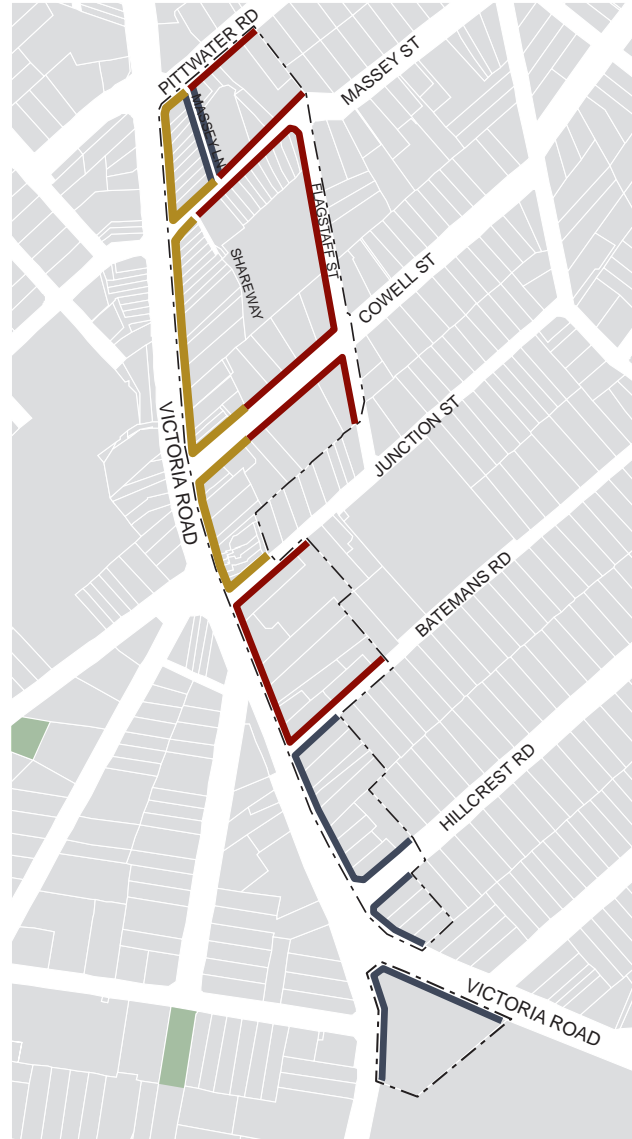 PITTWATER RD
MASSEY ST
MASSEY LN
FLAGSTAFF ST
SHAREWAY
COWELL ST
VICTORIA ROAD
JUNCTION ST
BATEMANS RD
HILLCREST RD
VICTORIA ROAD